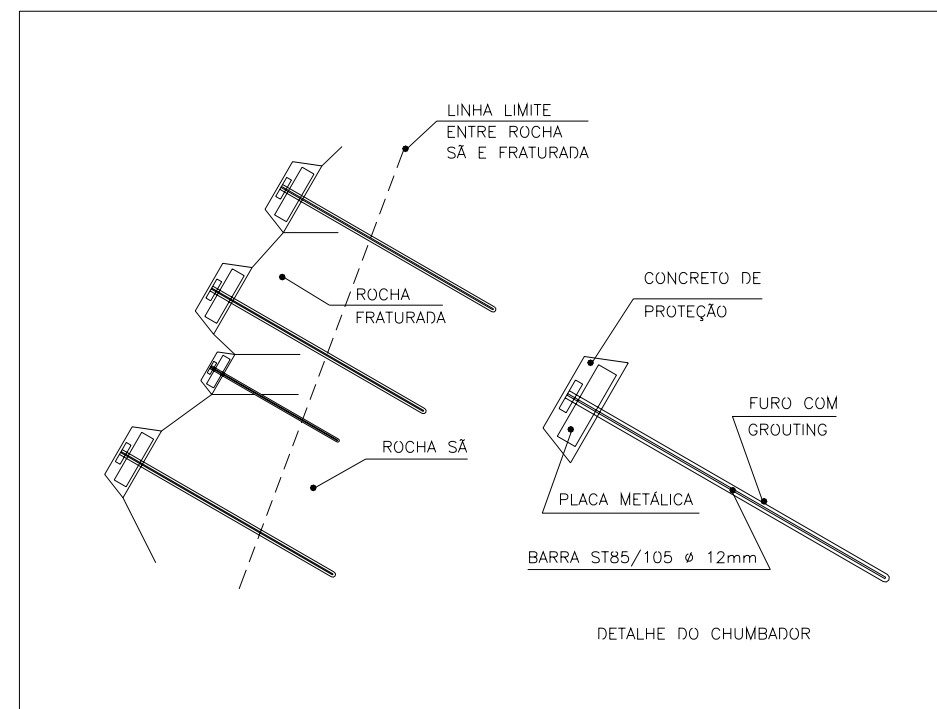 LINHA LIMITE
ENTRE ROCHA
SÃ E FRATURADA
ROCHA
FRATURADA
ROCHA SÃ
CONCRETO DE
PROTEÇÃO
FURO COM
GROUTING
PLACA METÁLICA
BARRA ST85/105 ø 12mm
DETALHE DO CHUMBADOR